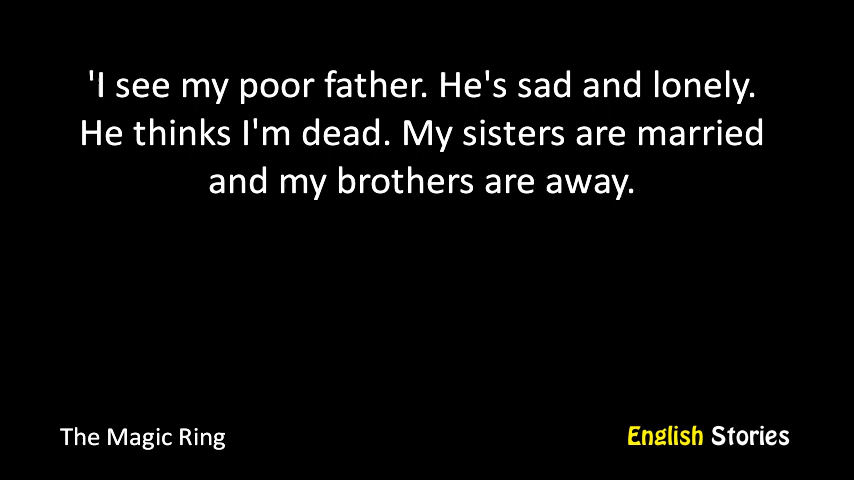 'I see my poor father. He's sad and lonely.
He thinks I'm dead. My sisters are married
and my brothers are away.
The Magic Ring
English Stories